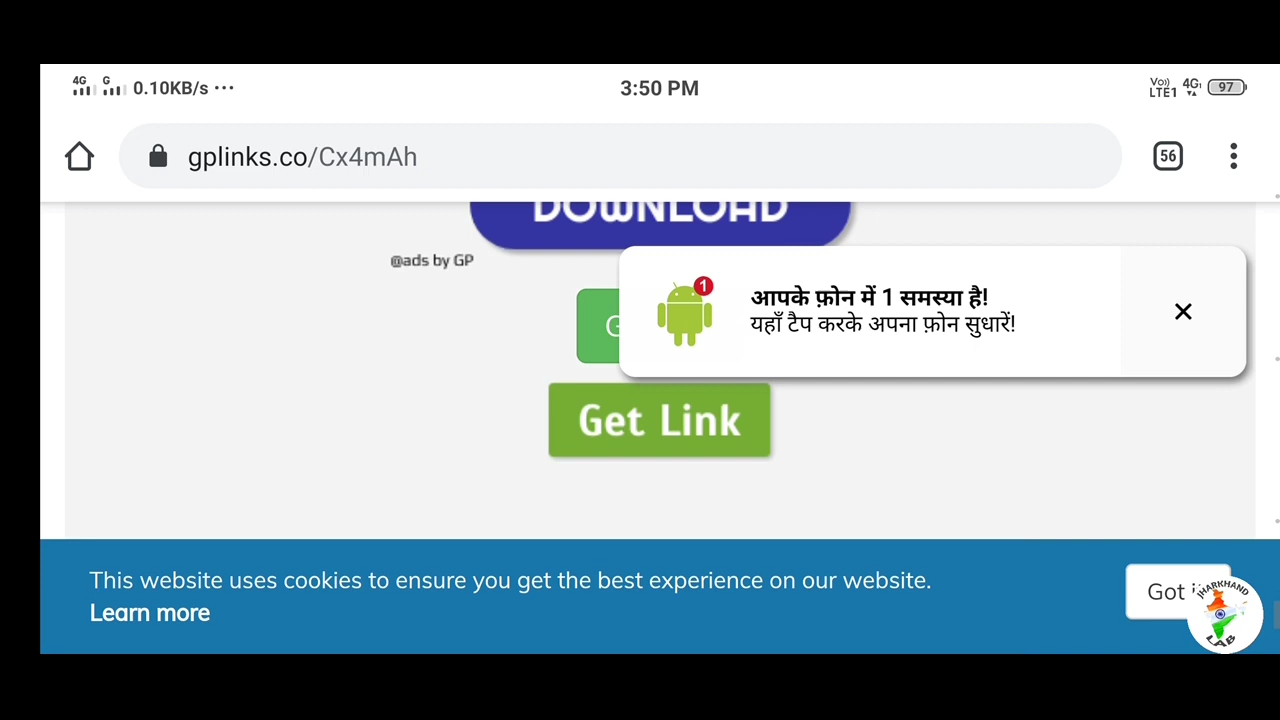 4G G 0.10KB/s ··· 3:50 PM Vo)) LTE1 4G 97
gplinks.co/Cx4mAh 56
DOWNLOAD
@ads by GP
1
आपके फ़ोन में 1 समस्या है!
यहाँ टैप करके अपना फ़ोन सुधारें!
Get Link
This website uses cookies to ensure you get the best experience on our website.
Learn more
Got
JHARKHAND
LAB